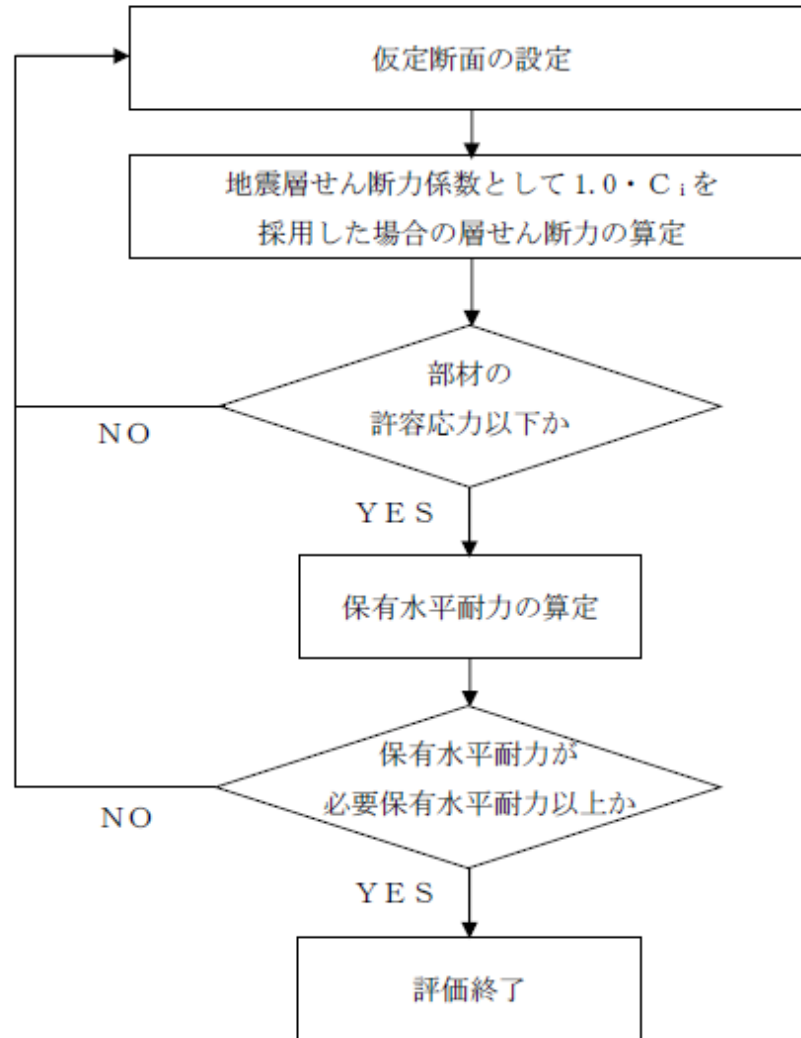 仮定断面の設定
地震層せん断力係数として1.0・Ciを
採用した場合の層せん断力の算定
部材の
許容応力以下か
NO
YES
保有水平耐力の算定
保有水平耐力が
必要保有水平耐力以上か
NO
YES
評価終了